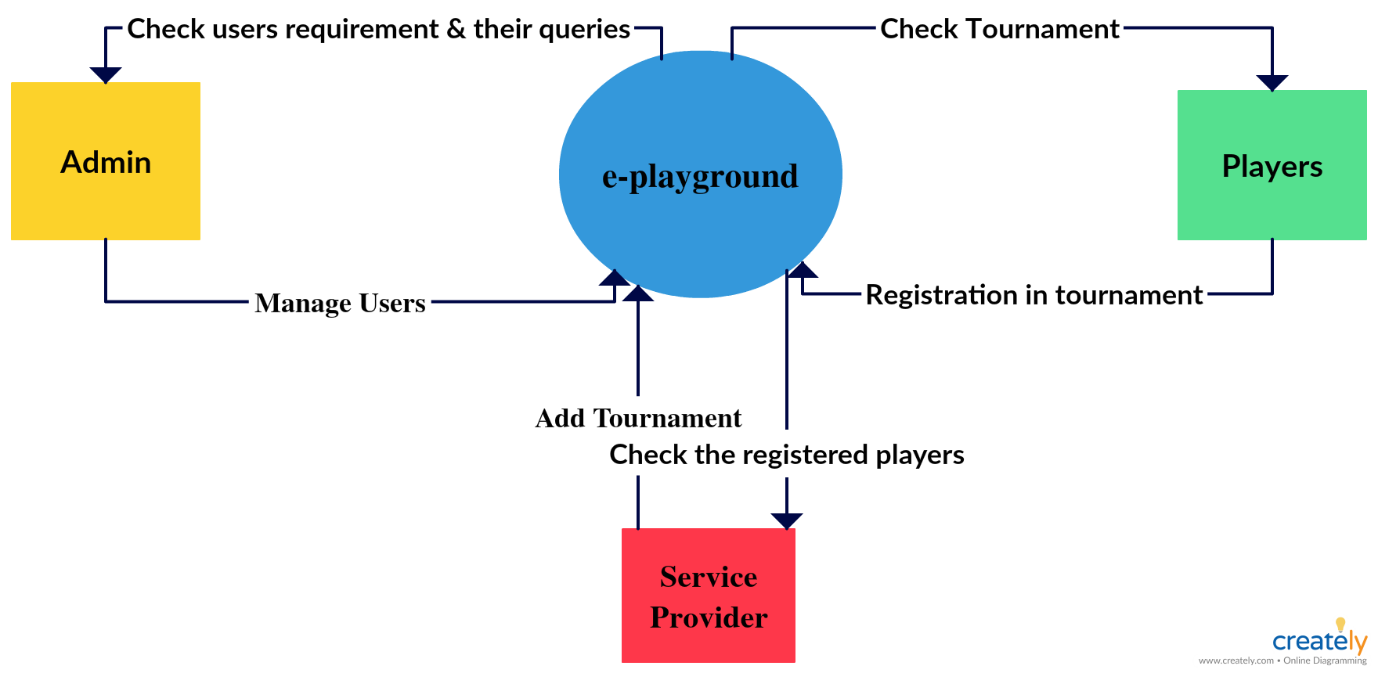 Check users requirement & their queries
Check Tournament
Admin
e-playground
Players
Manage Users
Registration in tournament
Add Tournament
Check the registered players
Service
Provider
creately
www.creately.com • Online Diagramming